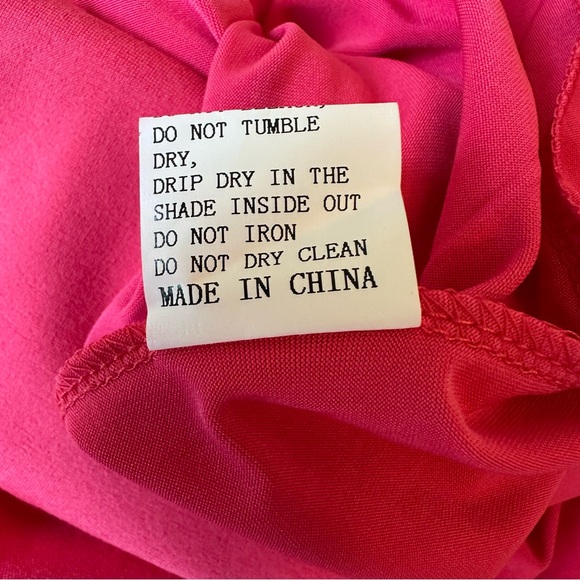 DO NOT TUMBLE
DRY,
DRIP DRY IN THE
SHADE INSIDE OUT
DO NOT IRON
DO NOT DRY CLEAN
MADE IN CHINA